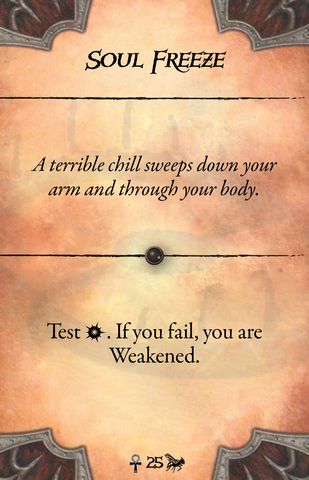 Soul Freeze
A terrible chill sweeps down your
arm and through your body.
Test . If you fail, you are
Weakened.
25